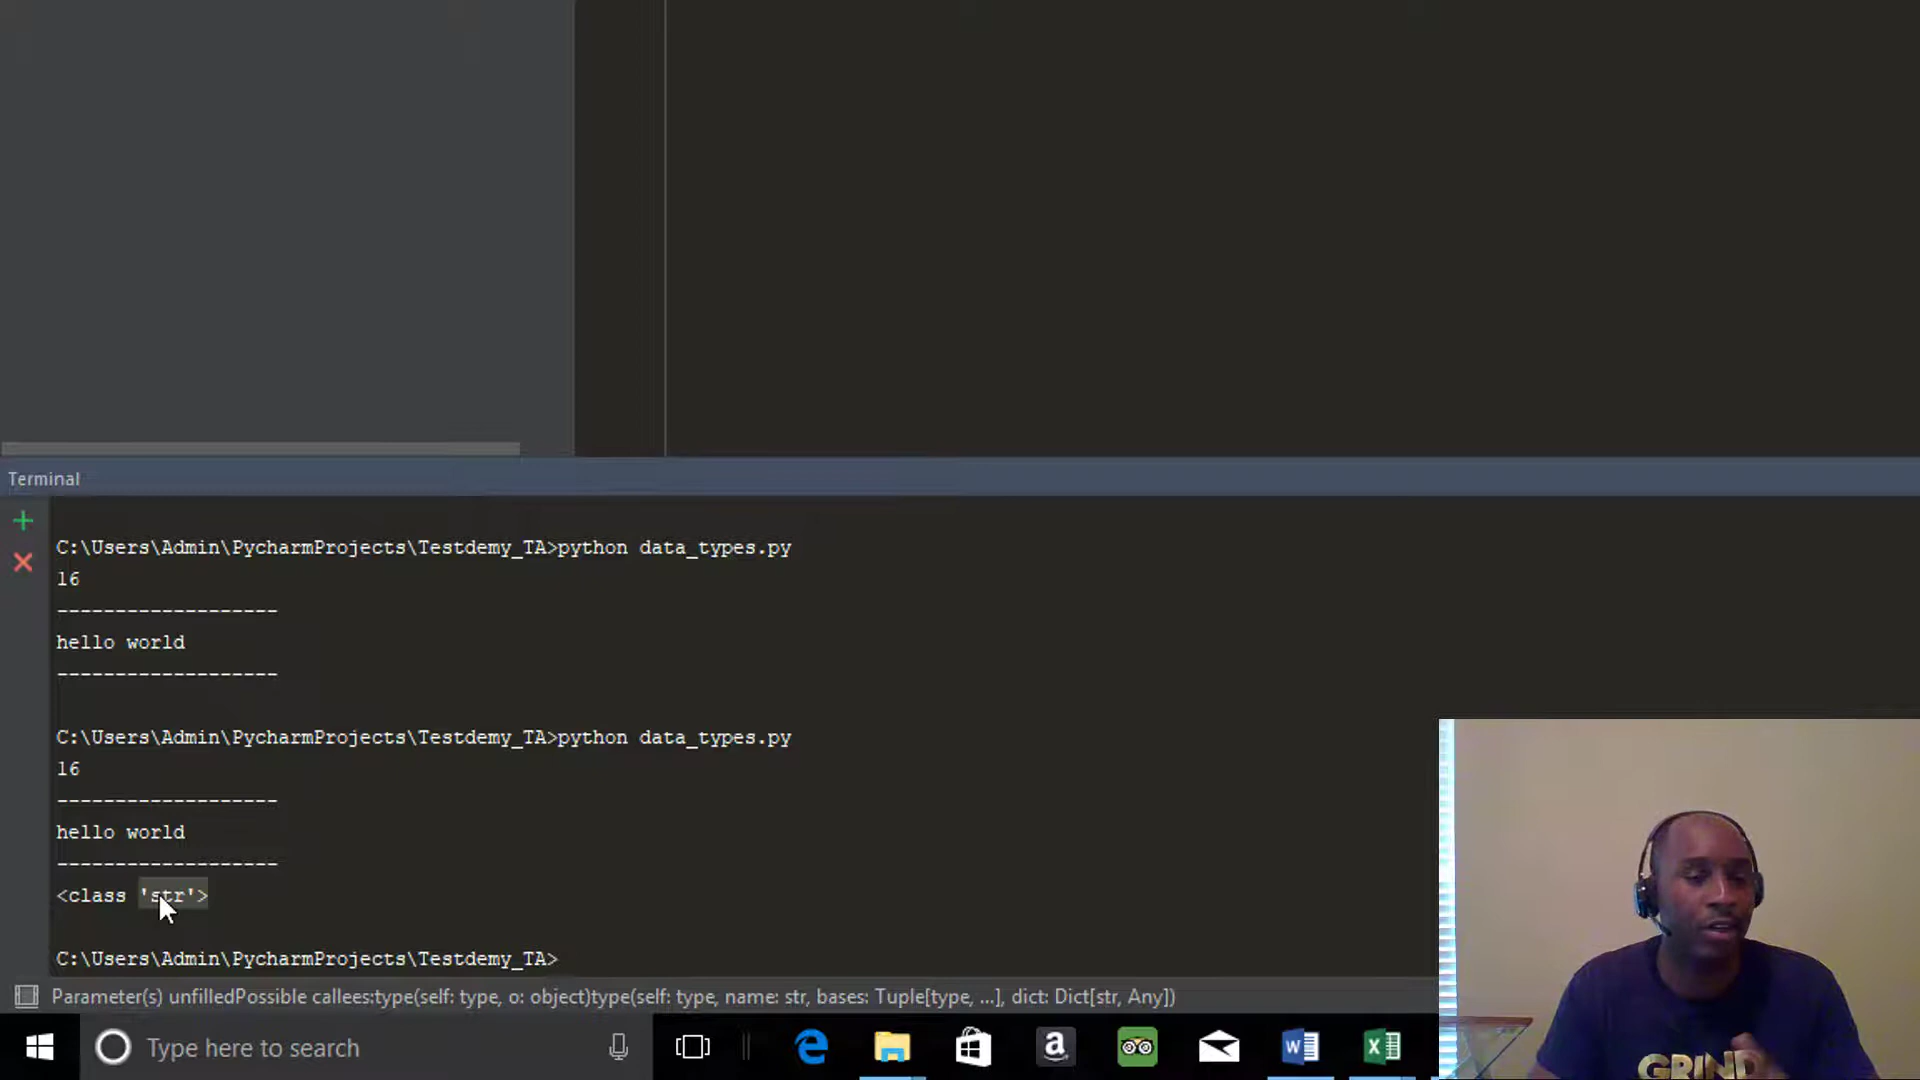 Terminal
C:\Users\Admin\PycharmProjects\Testdemy_TA>python data_types.py
16
-------------------
hello world
-------------------
C:\Users\Admin\PycharmProjects\Testdemy_TA>python data_types.py
16
-------------------
hello world
-------------------
<class 'str'>
C:\Users\Admin\PycharmProjects\Testdemy_TA>
Parameter(s) unfilledPossible callees:type(self: type, o: object)type(self: type, name: str, bases: Tuple[type, ...], dict: Dict[str, Any])
Type here to search
GRIND